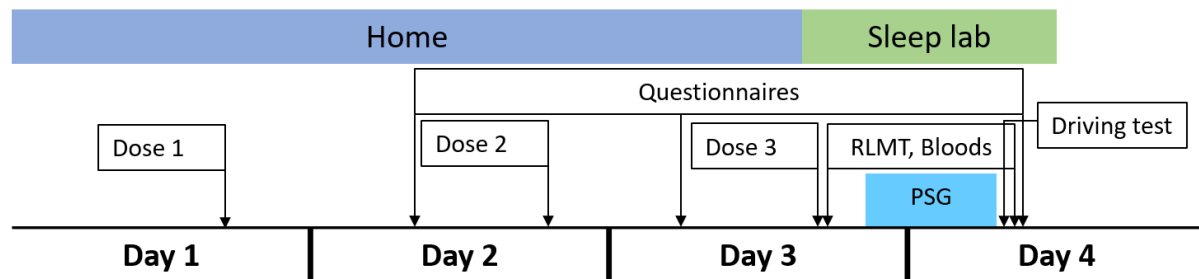 Home
Sleep lab
Questionnaires
Driving test
Dose 1
Dose 2
Dose 3
RLMT, Bloods
PSG
Day 1
Day 2
Day 3
Day 4